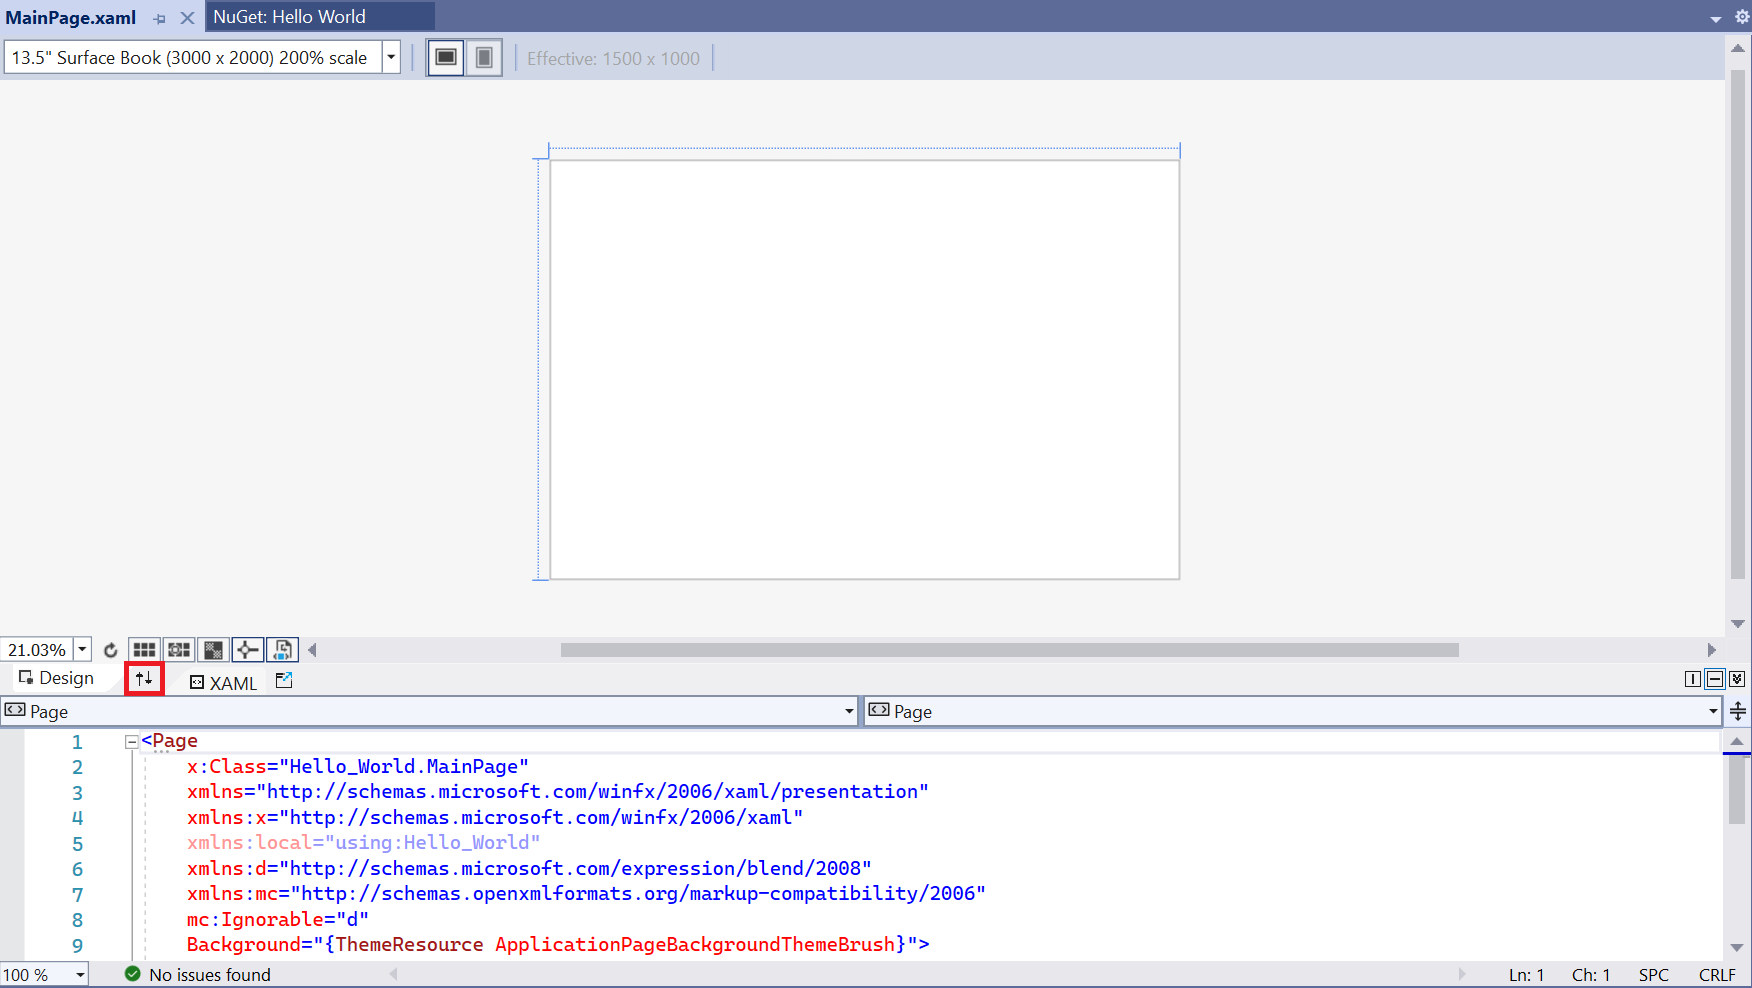 MainPage.xaml NuGet: Hello World
13.5" Surface Book (3000 x 2000) 200% scale Effective: 1500 x 1000
21.03%
Design XAML
Page Page
1 <Page
2 x:Class="Hello_World.MainPage"
3 xmlns="http://schemas.microsoft.com/winfx/2006/xaml/presentation"
4 xmlns:x="http://schemas.microsoft.com/winfx/2006/xaml"
5 xmlns:local="using:Hello_World"
6 xmlns:d="http://schemas.microsoft.com/expression/blend/2008"
7 xmlns:mc="http://schemas.openxmlformats.org/markup-compatibility/2006"
8 mc:Ignorable="d"
9 Background="{ThemeResource ApplicationPageBackgroundThemeBrush}">
100 % No issues found Ln: 1 Ch: 1 SPC CRLF